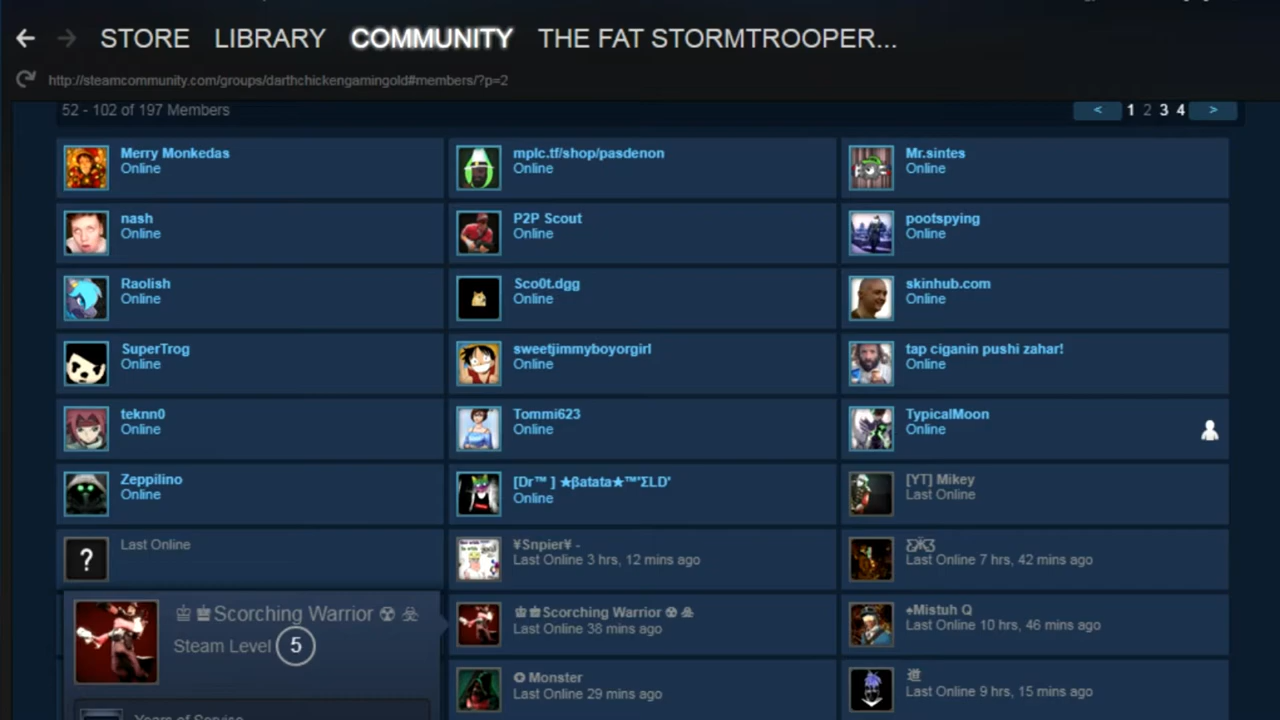 STORE LIBRARY COMMUNITY THE FAT STORMTROOPER...
http://steamcommunity.com/groups/darthchickengamingold#members/?p=2
52 - 102 of 197 Members
< 1 2 3 4 >
Merry Monkedas
Online
mplc.tf/shop/pasdenon
Online
Mr.sintes
Online
nash
Online
P2P Scout
Online
pootspying
Online
Raolish
Online
Sco0t.dgg
Online
skinhub.com
Online
SuperTrog
Online
sweetjimmyboyorgirl
Online
tap ciganin pushi zahar!
Online
teknn0
Online
Tommi623
Online
TypicalMoon
Online
Zeppilino
Online
[Dr™ ] ★βatata★™'ΣLD'
Online
[YT] Mikey
Last Online
?
Last Online
¥Snpier¥ -
Last Online 3 hrs, 12 mins ago
Ƹ̵̡Ӝ̵̨̄Ʒ
Last Online 7 hrs, 42 mins ago
♔♚Scorching Warrior ☢ ☣
Steam Level 5
Years of Service
♔♚Scorching Warrior ☢ ☣
Last Online 38 mins ago
♠Mistuh Q
Last Online 10 hrs, 46 mins ago
✪ Monster
Last Online 29 mins ago
Last Online 9 hrs, 15 mins ago